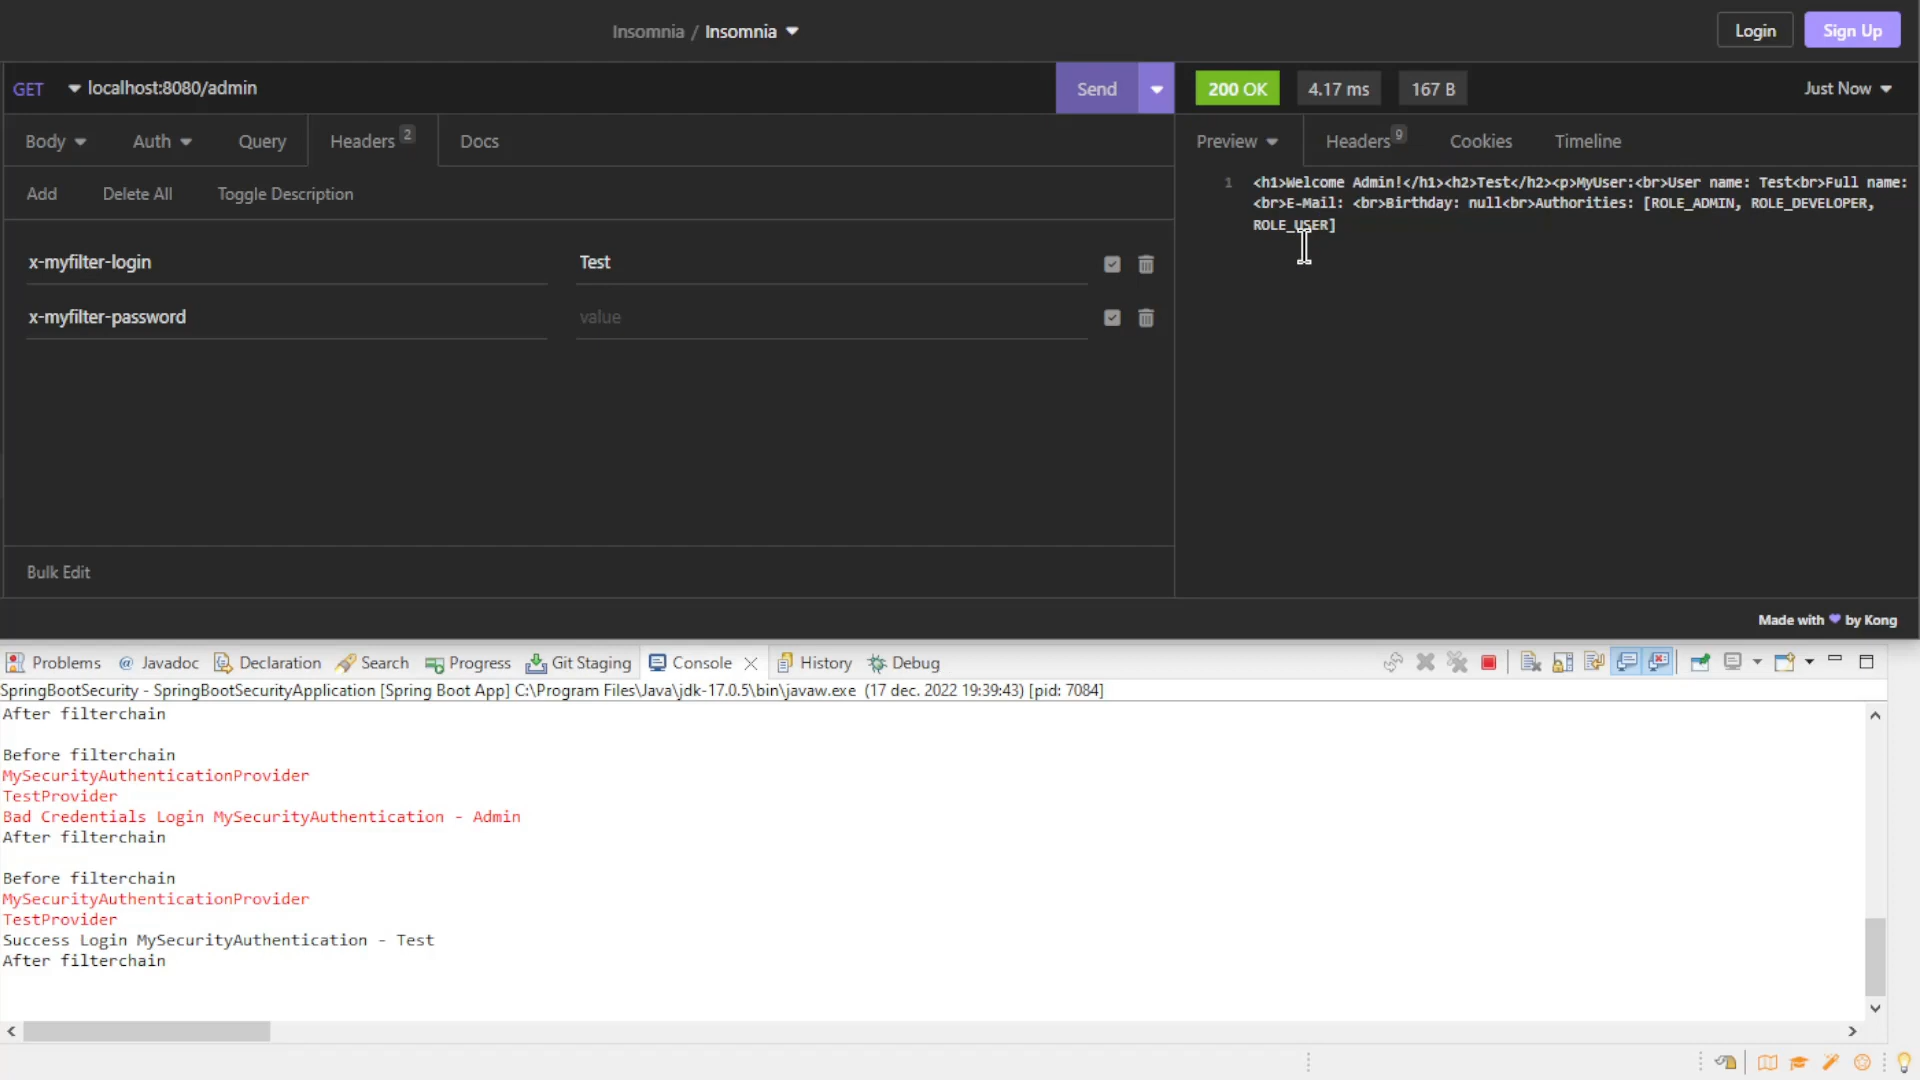 Insomnia / Insomnia
Login
Sign Up
GET localhost:8080/admin
Send
200 OK
4.17 ms
167 B
Just Now
Body
Auth
Query
Headers 2
Docs
Preview
Headers 9
Cookies
Timeline
Add
Delete All
Toggle Description
1 <h1>Welcome Admin!</h1><h2>Test</h2><p>MyUser:<br>User name: Test<br>Full name:
<br>E-Mail: <br>Birthday: null<br>Authorities: [ROLE_ADMIN, ROLE_DEVELOPER,
ROLE_USER]
x-myfilter-login
Test
x-myfilter-password
value
Bulk Edit
Made with by Kong
Problems
@ Javadoc
Declaration
Search
Progress
Git Staging
Console
History
Debug
SpringBootSecurity - SpringBootSecurityApplication [Spring Boot App] C:\Program Files\Java\jdk-17.0.5\bin\javaw.exe (17 dec. 2022 19:39:43) [pid: 7084]
After filterchain
Before filterchain
MySecurityAuthenticationProvider
TestProvider
Bad Credentials Login MySecurityAuthentication - Admin
After filterchain
Before filterchain
MySecurityAuthenticationProvider
TestProvider
Success Login MySecurityAuthentication - Test
After filterchain